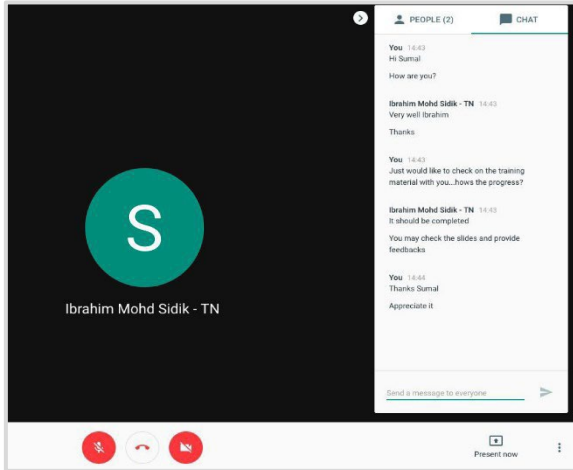 PEOPLE (2)
CHAT
You 14:43
Hi Sumal
How are you?
Ibrahim Mohd Sidik - TN 14:43
Very well Ibrahim
Thanks
You 14:43
Just would like to check on the training
material with you...hows the progress?
Ibrahim Mohd Sidik - TN 14:43
It should be completed
You may check the slides and provide
feedbacks
You 14:44
Thanks Sumal
Appreciate it
S
Ibrahim Mohd Sidik - TN
Send a message to everyone
Present now